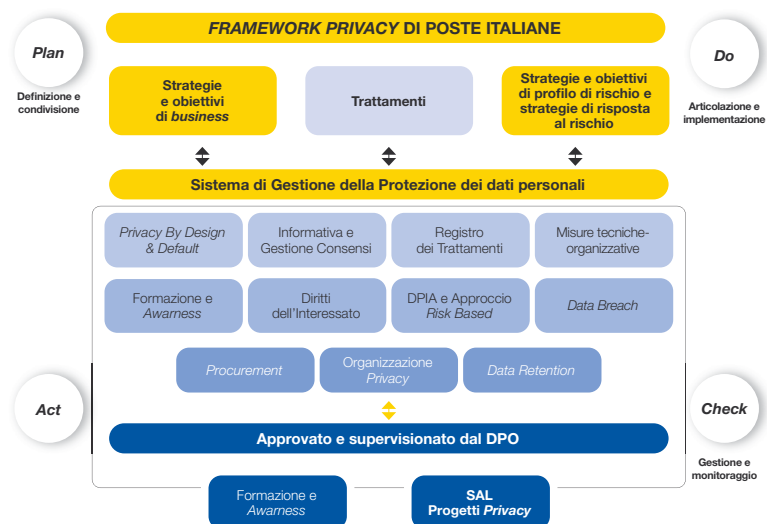 FRAMEWORK PRIVACY DI POSTE ITALIANE
Plan
Definizione e
condivisione
Do
Articolazione e
implementazione
Strategie
e obiettivi
di business
Trattamenti
Strategie e obiettivi
di profilo di rischio e
strategie di risposta
al rischio
Sistema di Gestione della Protezione dei dati personali
Privacy By Design
& Default
Informativa e
Gestione Consensi
Registro
dei Trattamenti
Misure tecniche-
organizzative
Formazione e
Awarness
Diritti
dell'Interessato
DPIA e Approccio
Risk Based
Data Breach
Procurement
Organizzazione
Privacy
Data Retention
Act
Check
Gestione e
monitoraggio
Approvato e supervisionato dal DPO
Formazione e
Awarness
SAL
Progetti Privacy